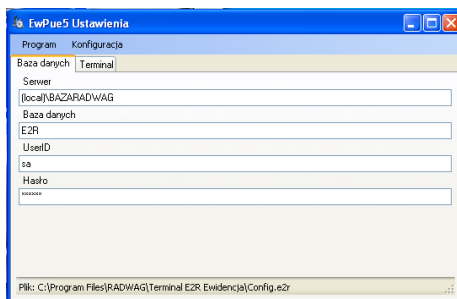 EwPue5 Ustawienia
Program Konfiguracja
Baza danych Terminal
Serwer
(local)\BAZARADWAG
Baza danych
E2R
UserID
sa
Hasło
******
Plik: C:\Program Files\RADWAG\Terminal E2R Ewidencja\Config.e2r